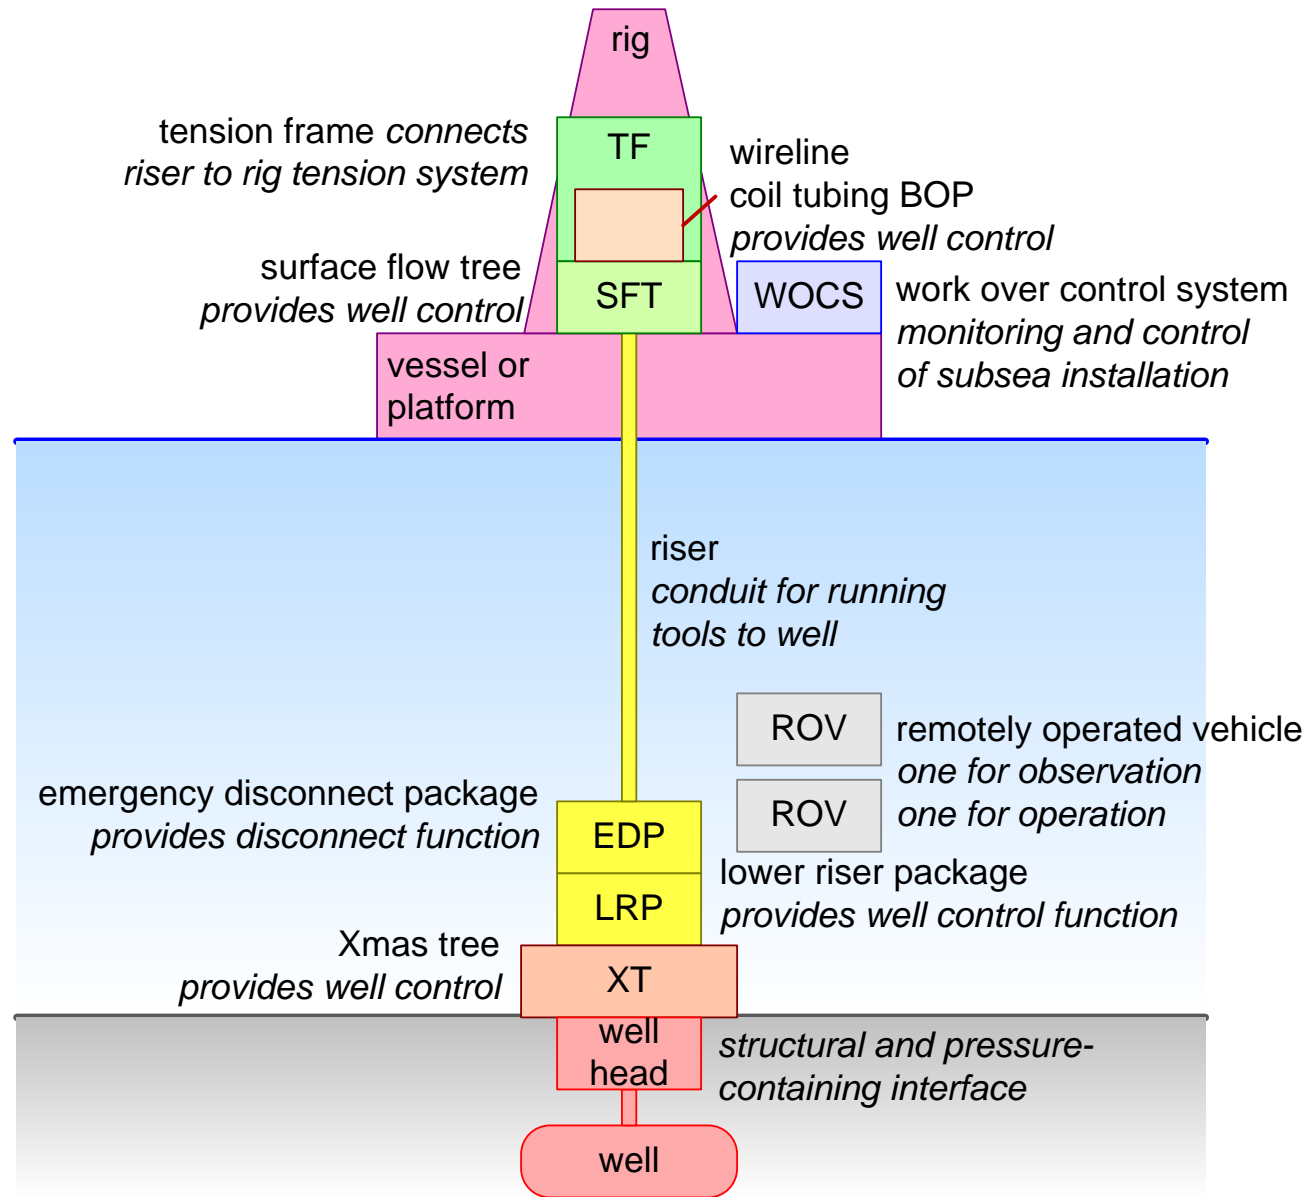 rig
tension frame connects
riser to rig tension system
TF
wireline
coil tubing BOP
provides well control
surface flow tree
provides well control
SFT
WOCS
work over control system
monitoring and control
of subsea installation
vessel or
platform
riser
conduit for running
tools to well
ROV
ROV
remotely operated vehicle
one for observation
one for operation
emergency disconnect package
provides disconnect function
EDP
LRP
lower riser package
provides well control function
Xmas tree
provides well control
XT
well
head
structural and pressure-
containing interface
well